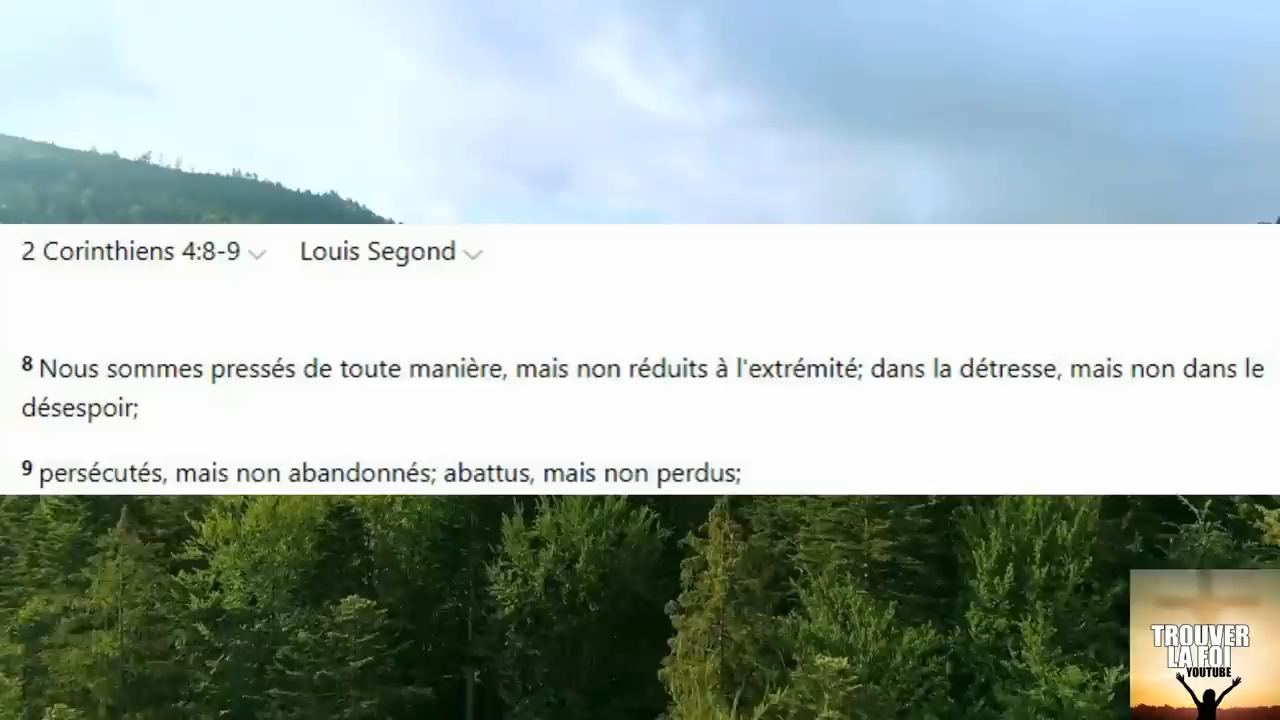 2 Corinthiens 4:8-9 Louis Segond
8 Nous sommes pressés de toute manière, mais non réduits à l'extrémité; dans la détresse, mais non dans le
désespoir;
9 persécutés, mais non abandonnés; abattus, mais non perdus;
TROUVER
LA FOI
YOUTUBE